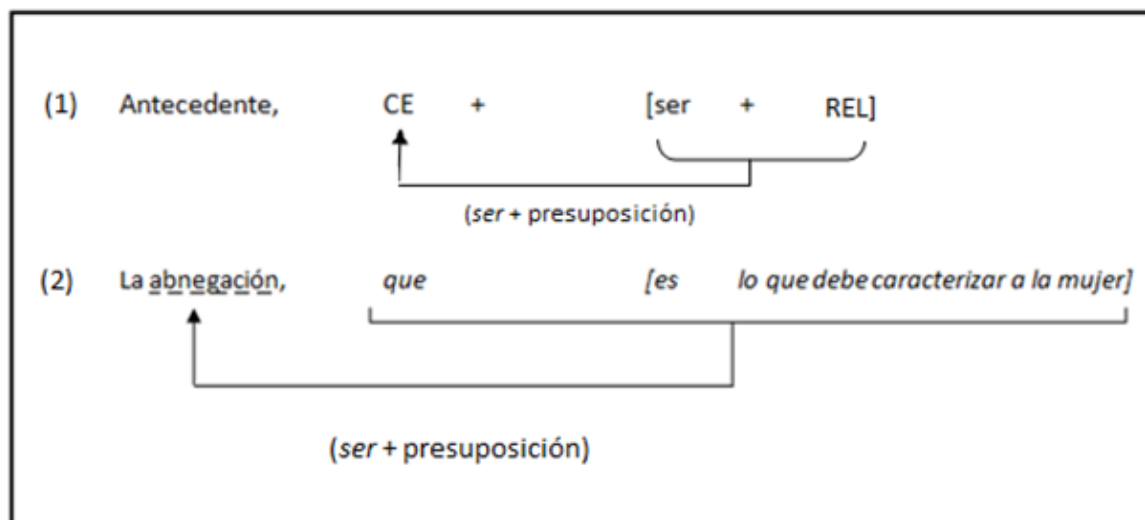 (1) Antecedente, CE + [ser + REL]
(ser + presuposición)
(2) La abnegación, que [es lo que debe caracterizar a la mujer]
(ser + presuposición)